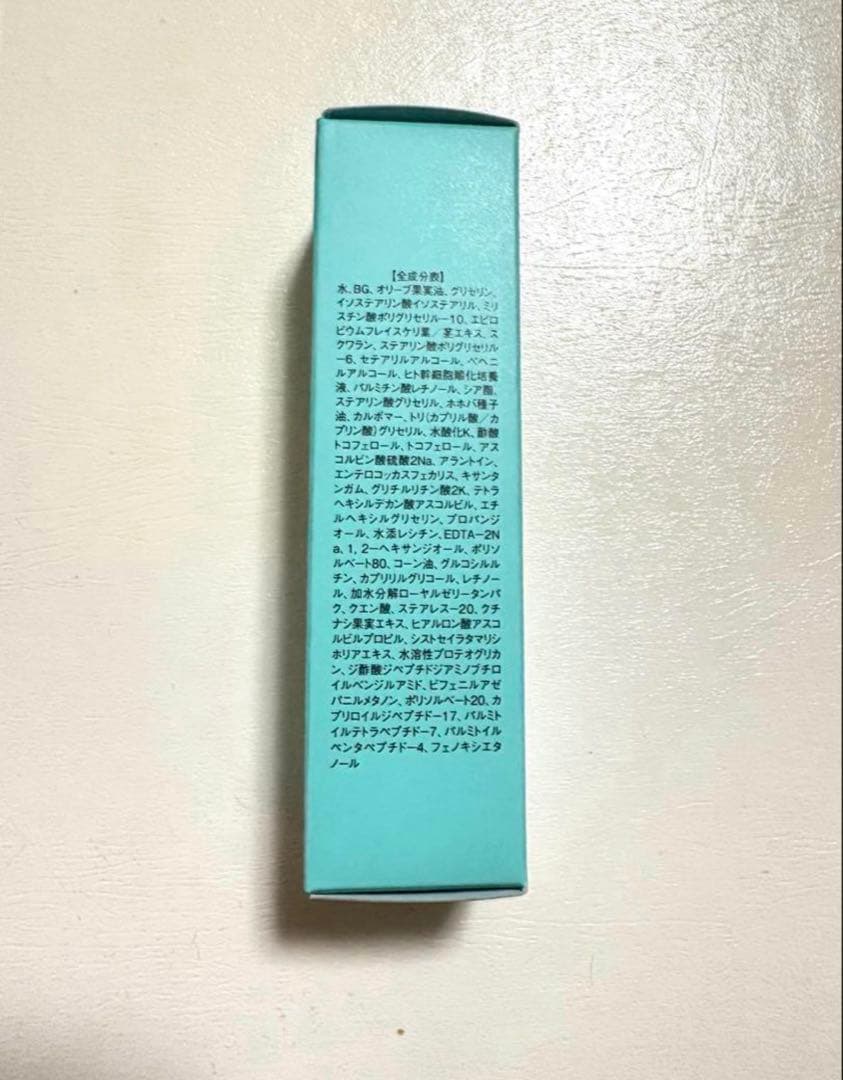 【全成分表】
水、BG、オリーブ果実油、グリセリン、
イソステアリン酸イソステアリル、ミリ
スチン酸ポリグリセリル－10、エピロ
ビウムフレイスケリ葉／茎エキス、ス
クワラン、ステアリン酸ポリグリセリル
－6、セテアリルアルコール、ベヘニ
ルアルコール、ヒト幹細胞順化培養
液、パルミチン酸レチノール、シア脂、
ステアリン酸グリセリル、ホホバ種子
油、カルボマー、トリ(カプリル酸／カ
プリン酸)グリセリル、水酸化K、酢酸
トコフェロール、トコフェロール、アス
コルビン酸硫酸2Na、アラントイン、
エンテロコッカスフェカリス、キサンタ
ンガム、グリチルリチン酸2K、テトラ
ヘキシルデカン酸アスコルビル、エチ
ルヘキシルグリセリン、プロパンジ
オール、水添レシチン、EDTA－2N
a、1，2－ヘキサンジオール、ポリソ
ルベート80、コーン油、グルコシルル
チン、カプリリルグリコール、レチノー
ル、加水分解ローヤルゼリータンパ
ク、クエン酸、ステアレス－20、クチ
ナシ果実エキス、ヒアルロン酸アスコ
ルビルプロピル、シストセイラタマリシ
ホリアエキス、水溶性プロテオグリカ
ン、ジ酢酸ジペプチドジアミノブチロ
イルベンジルアミド、ビフェニルアゼ
パニルメタノン、ポリソルベート20、カ
プリロイルジペプチド－17、パルミト
イルテトラペプチド－7、パルミトイル
ペンタペプチド－4、フェノキシエタ
ノール